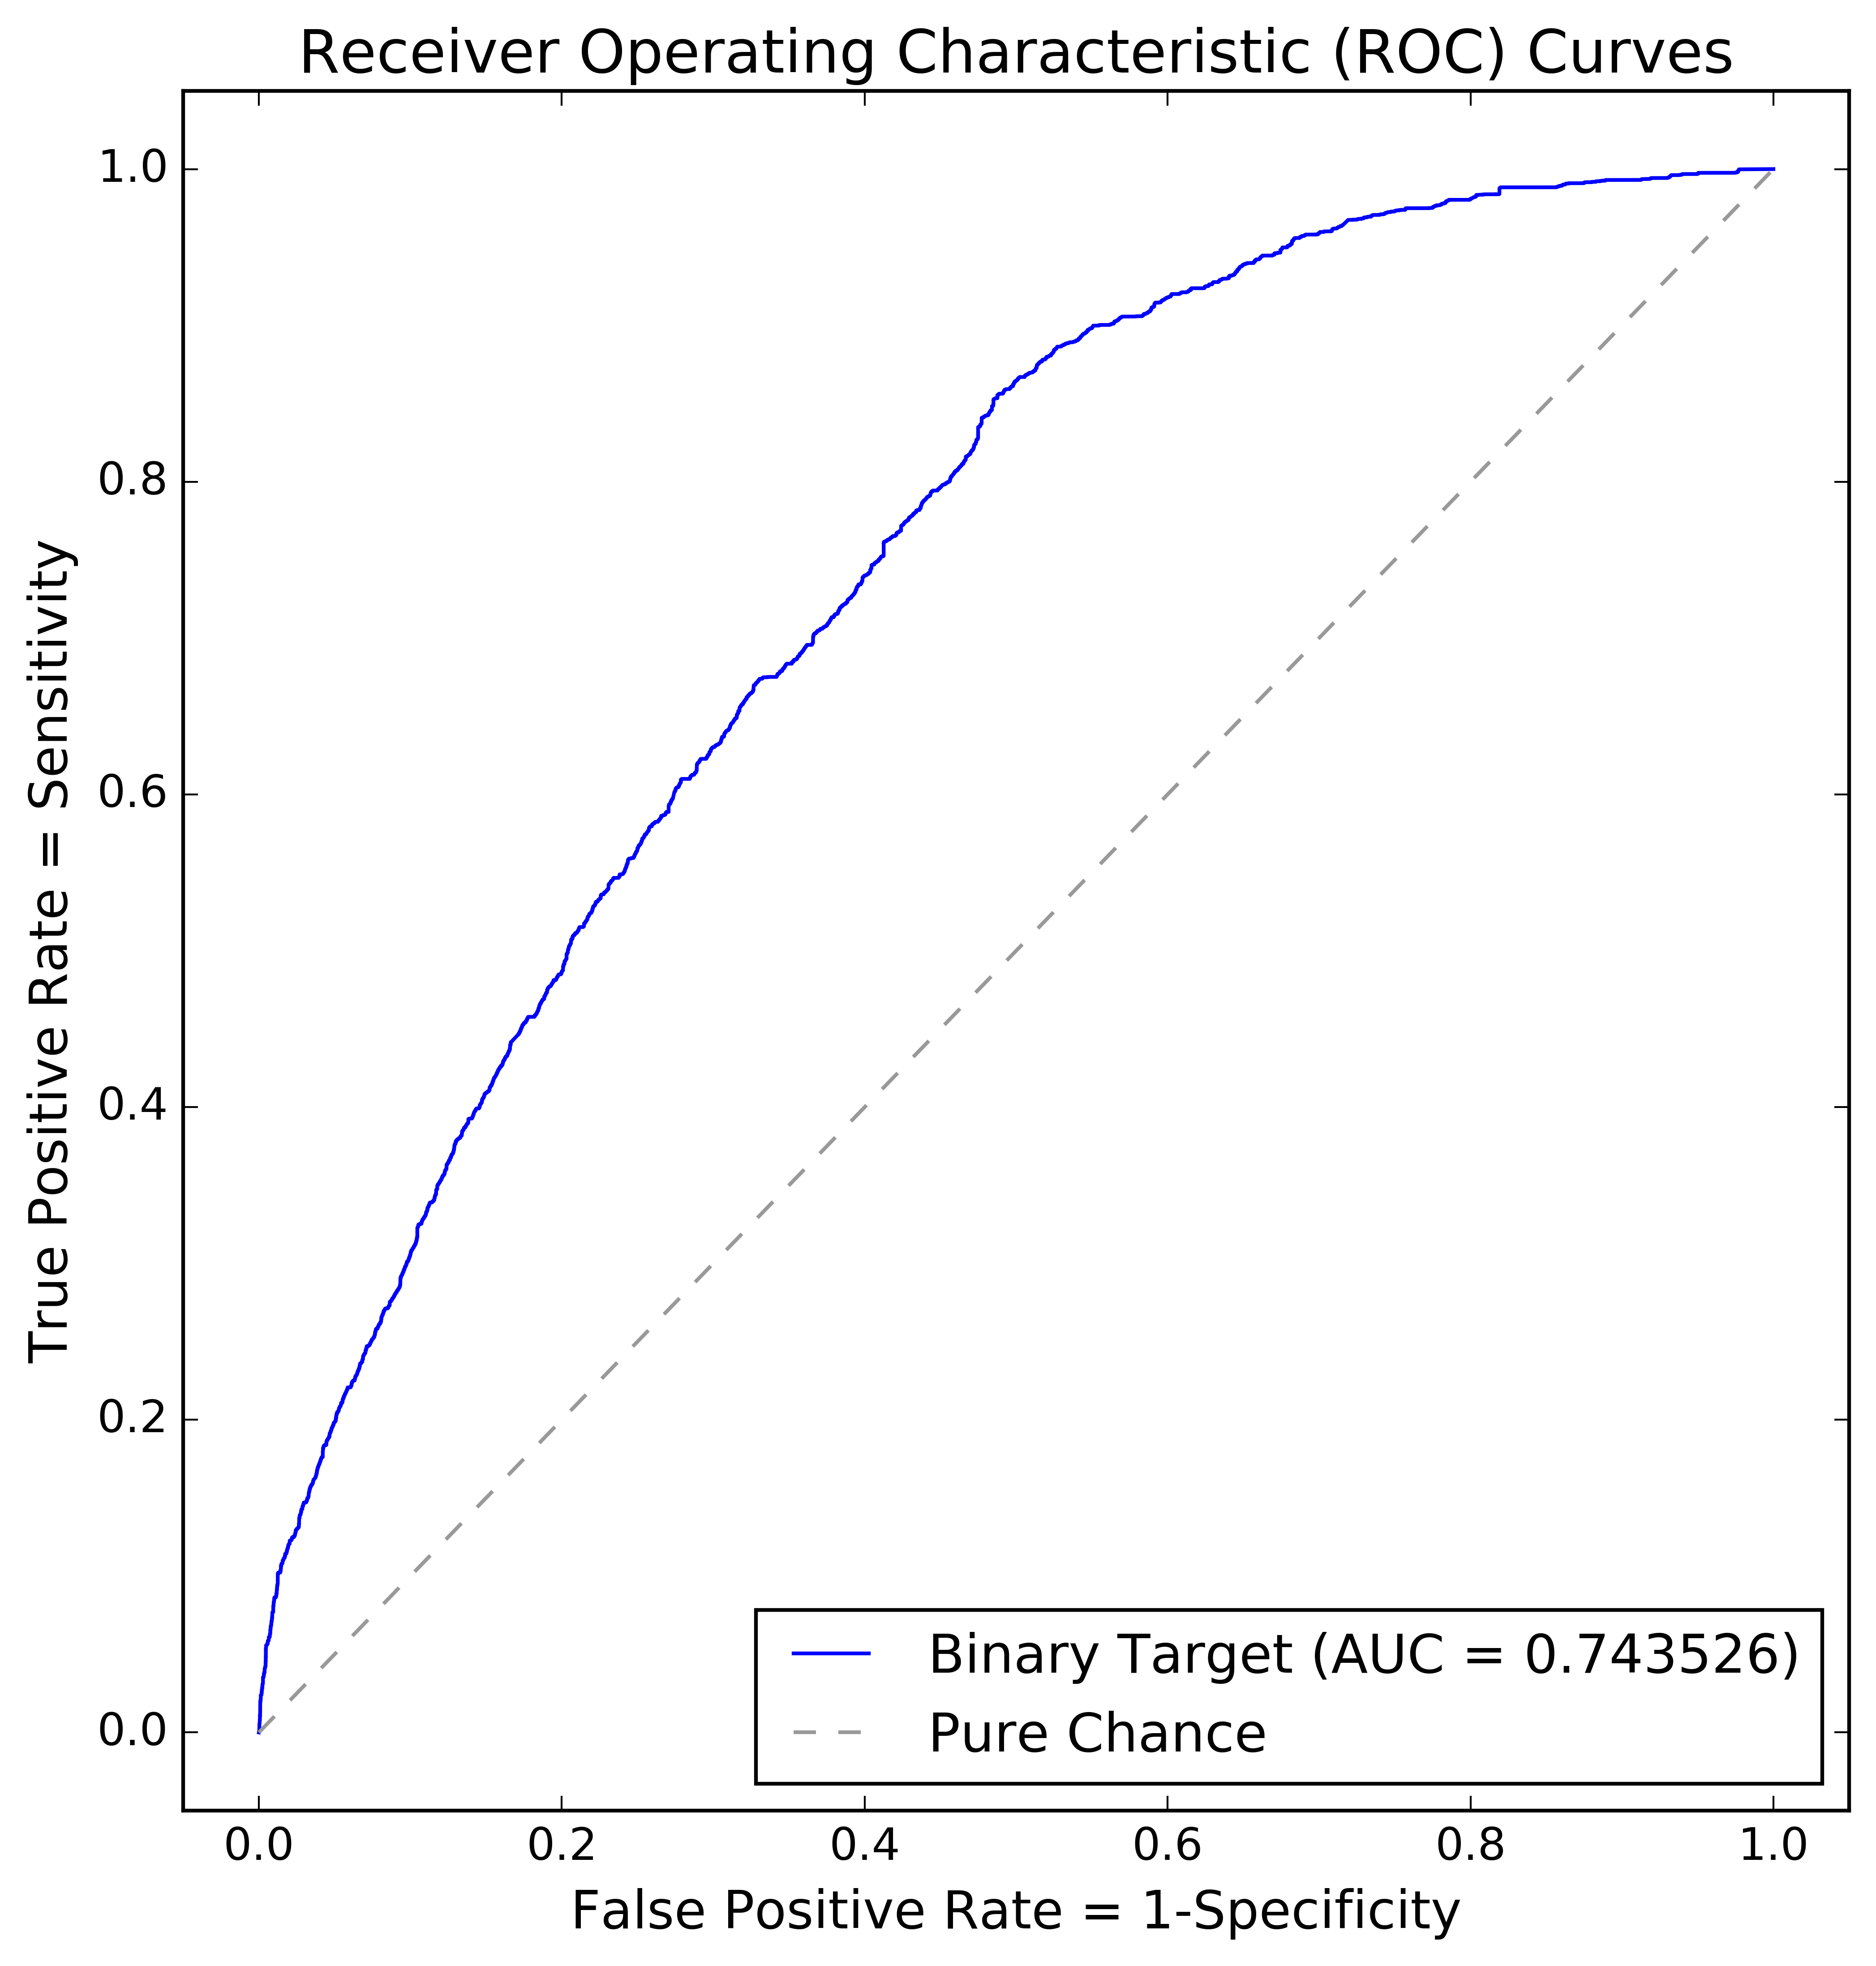 Receiver Operating Characteristic (ROC) Curves
True Positive Rate = Sensitivity
1.0
0.8
0.6
0.4
0.2
0.0
Binary Target (AUC = 0.743526)
Pure Chance
0.0 0.2 0.4 0.6 0.8 1.0
False Positive Rate = 1-Specificity